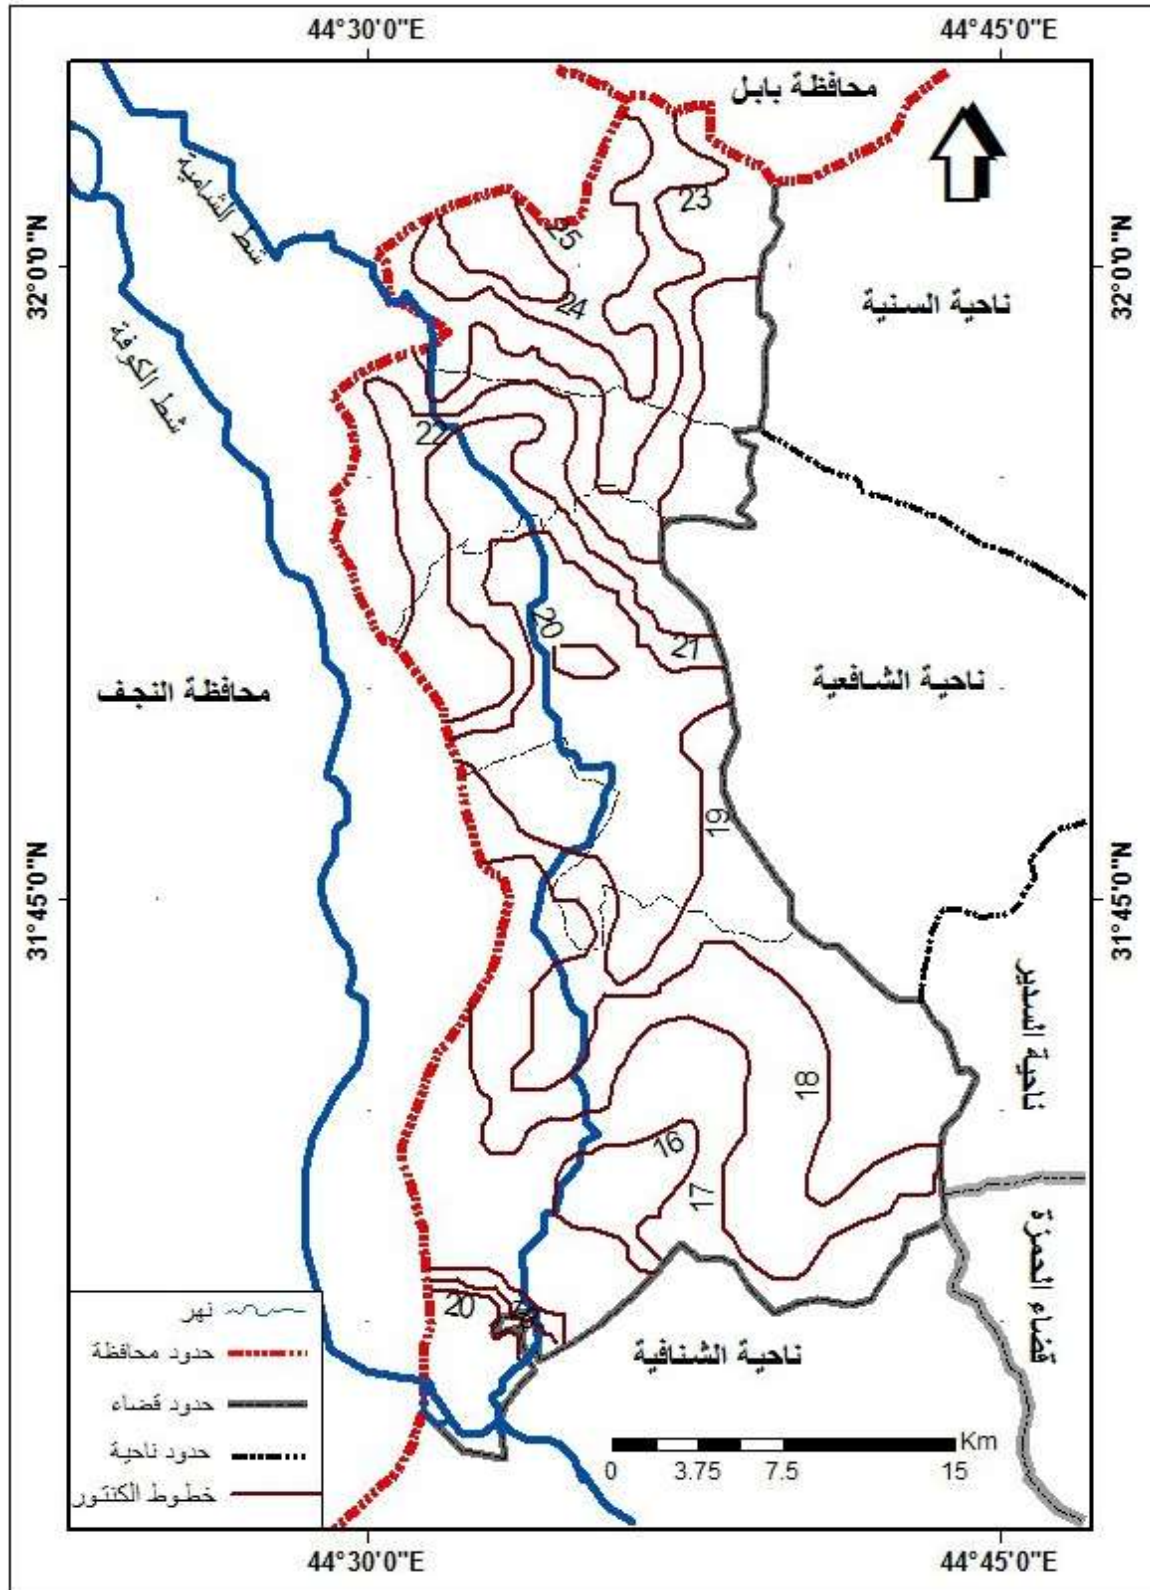 44°30'0"E
44°45'0"E
محافظة بابل
شط الشامية
23
25
32°0'0"N
32°0'0"N
24
ناحية السنية
شط الكوفة
22
20
21
محافظة النجف
ناحية الشافعية
19
31°45'0"N
31°45'0"N
ناحية السدير
18
16
17
قضاء الحمزة
20
نهر
حدود محافظة
حدود قضاء
حدود ناحية
خطوط الكنتور
ناحية الشنافية
Km
0
3.75
7.5
15
44°30'0"E
44°45'0"E